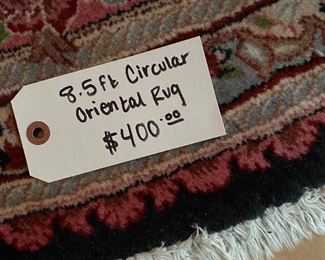 8.5ft Circular
Oriental Rug
$400.00